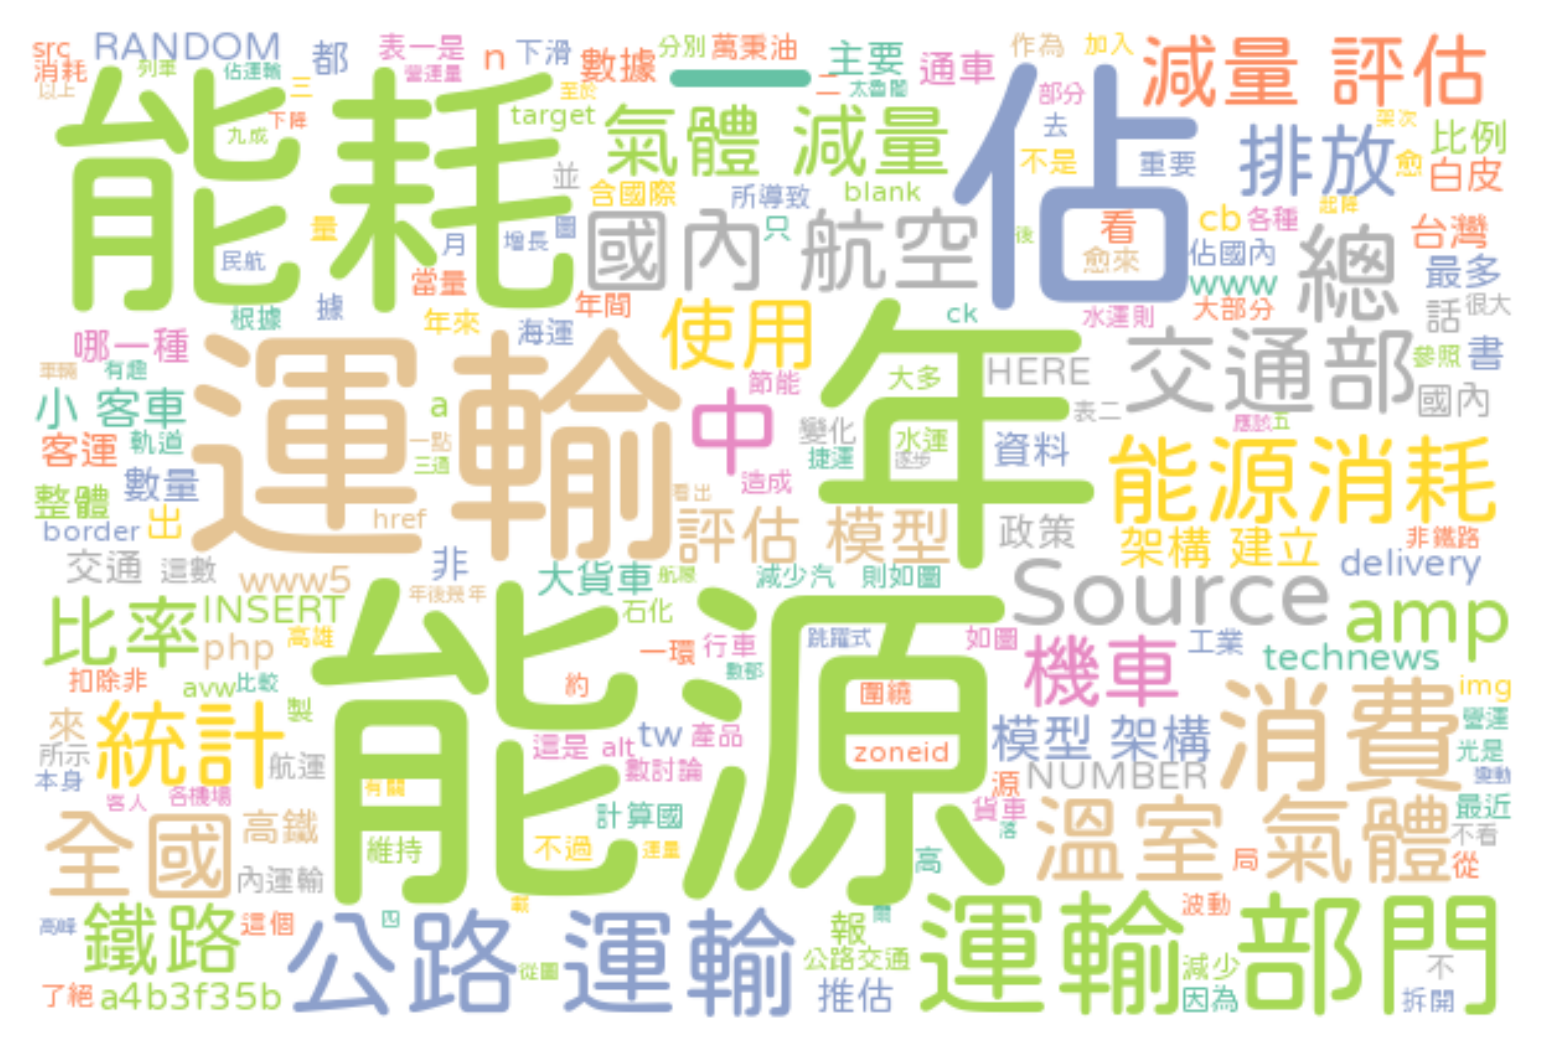 src RANDOM 都 表一是 n 下滑 數據 分別 萬秉油 主要 通車 作為 加入 減量 評估
消耗 列車 佔運輸 營運量 一 二 太魯閣
以上 三 target 至於 氣體 減量 部分 排放 架次 比例
能耗 九成 下降 佔 去 不是 重要 愈 白皮
並 含國際 所導致 blank
量 月 增長 圖 國內 航空 只 後 看 cb 各種 起降 台灣
民航 當量 愈來 佔國內 總 最多
根據 據 年來 年間 海運 使用 ck www 水運則 大部分 話 很大
哪一種 運輸 年 交通部 參照 書
車輛 有趣 節能 大多 HERE 國內
小 客車 a 中 變化 表二 應該 五
客運 軌道 一點 水運 資料 能源消耗
三週 捷運 逐步
整體 數量 造成
border 出 href 看出 評估 模型 政策 架構 建立 非鐵路
交通 這數 www5 非 大貨車 航線 減少汽 則如圖 Source delivery
年後幾年
比率 INSERT 能源 石化 跳躍式 如圖 機車 工業 amp
php 高雄 一環 行車 technews
扣除非 avw 比較 約 數都 圍繞 img
來 統計 製 這是 alt tw 產品 zoneid 模型 架構 消費 營運
所示 航運 數討論 光是
本身 有關 源 NUMBER 變動
客人 各機場 計算國 貨車 溫室 氣體 最近
全國 高鐵 維持 不過 運量 落 不看
內運輸 高 局 從
高峰 鐵路 這個 公路 運輸 四 載 報 爾 運輸部門 波動
從圖 公路交通 減少 不
了絕 a4b3f35b 推估 因為 拆開